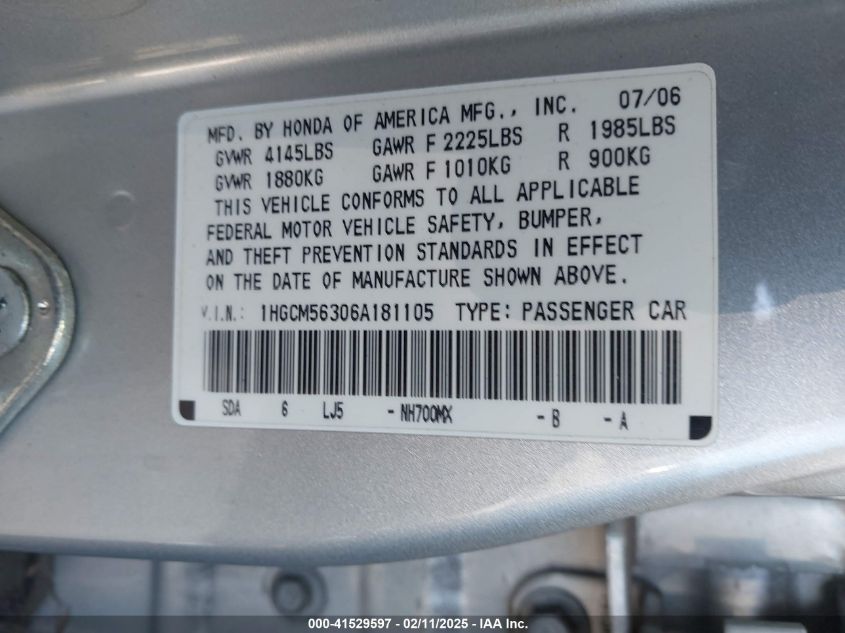 MFD. BY HONDA OF AMERICA MFG., INC. 07/06
GVWR 4145LBS GAWR F 2225LBS R 1985LBS
GVWR 1880KG GAWR F 1010KG R 900KG
THIS VEHICLE CONFORMS TO ALL APPLICABLE
FEDERAL MOTOR VEHICLE SAFETY, BUMPER,
AND THEFT PREVENTION STANDARDS IN EFFECT
ON THE DATE OF MANUFACTURE SHOWN ABOVE.
V.I.N.: 1HGCM56306A181105 TYPE: PASSENGER CAR
SDA 6 LJ5 -NH700MX -B -A
000-41529597 - 02/11/2025 - IAA Inc.